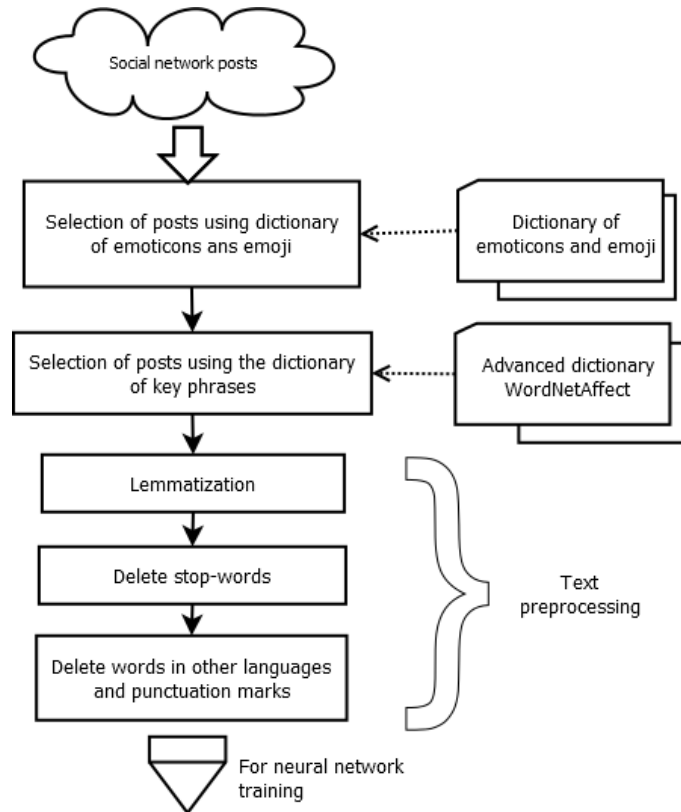 Social network posts
Selection of posts using dictionary
of emoticons ans emoji
Dictionary of
emoticons and emoji
Selection of posts using the dictionary
of key phrases
Advanced dictionary
WordNetAffect
Lemmatization
Delete stop-words
Text
preprocessing
Delete words in other languages
and punctuation marks
For neural network
training